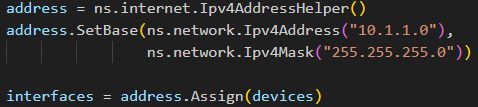 address = ns.internet.Ipv4AddressHelper()
address.SetBase(ns.network.Ipv4Address("10.1.1.0"),
                ns.network.Ipv4Mask("255.255.255.0"))

interfaces = address.Assign(devices)